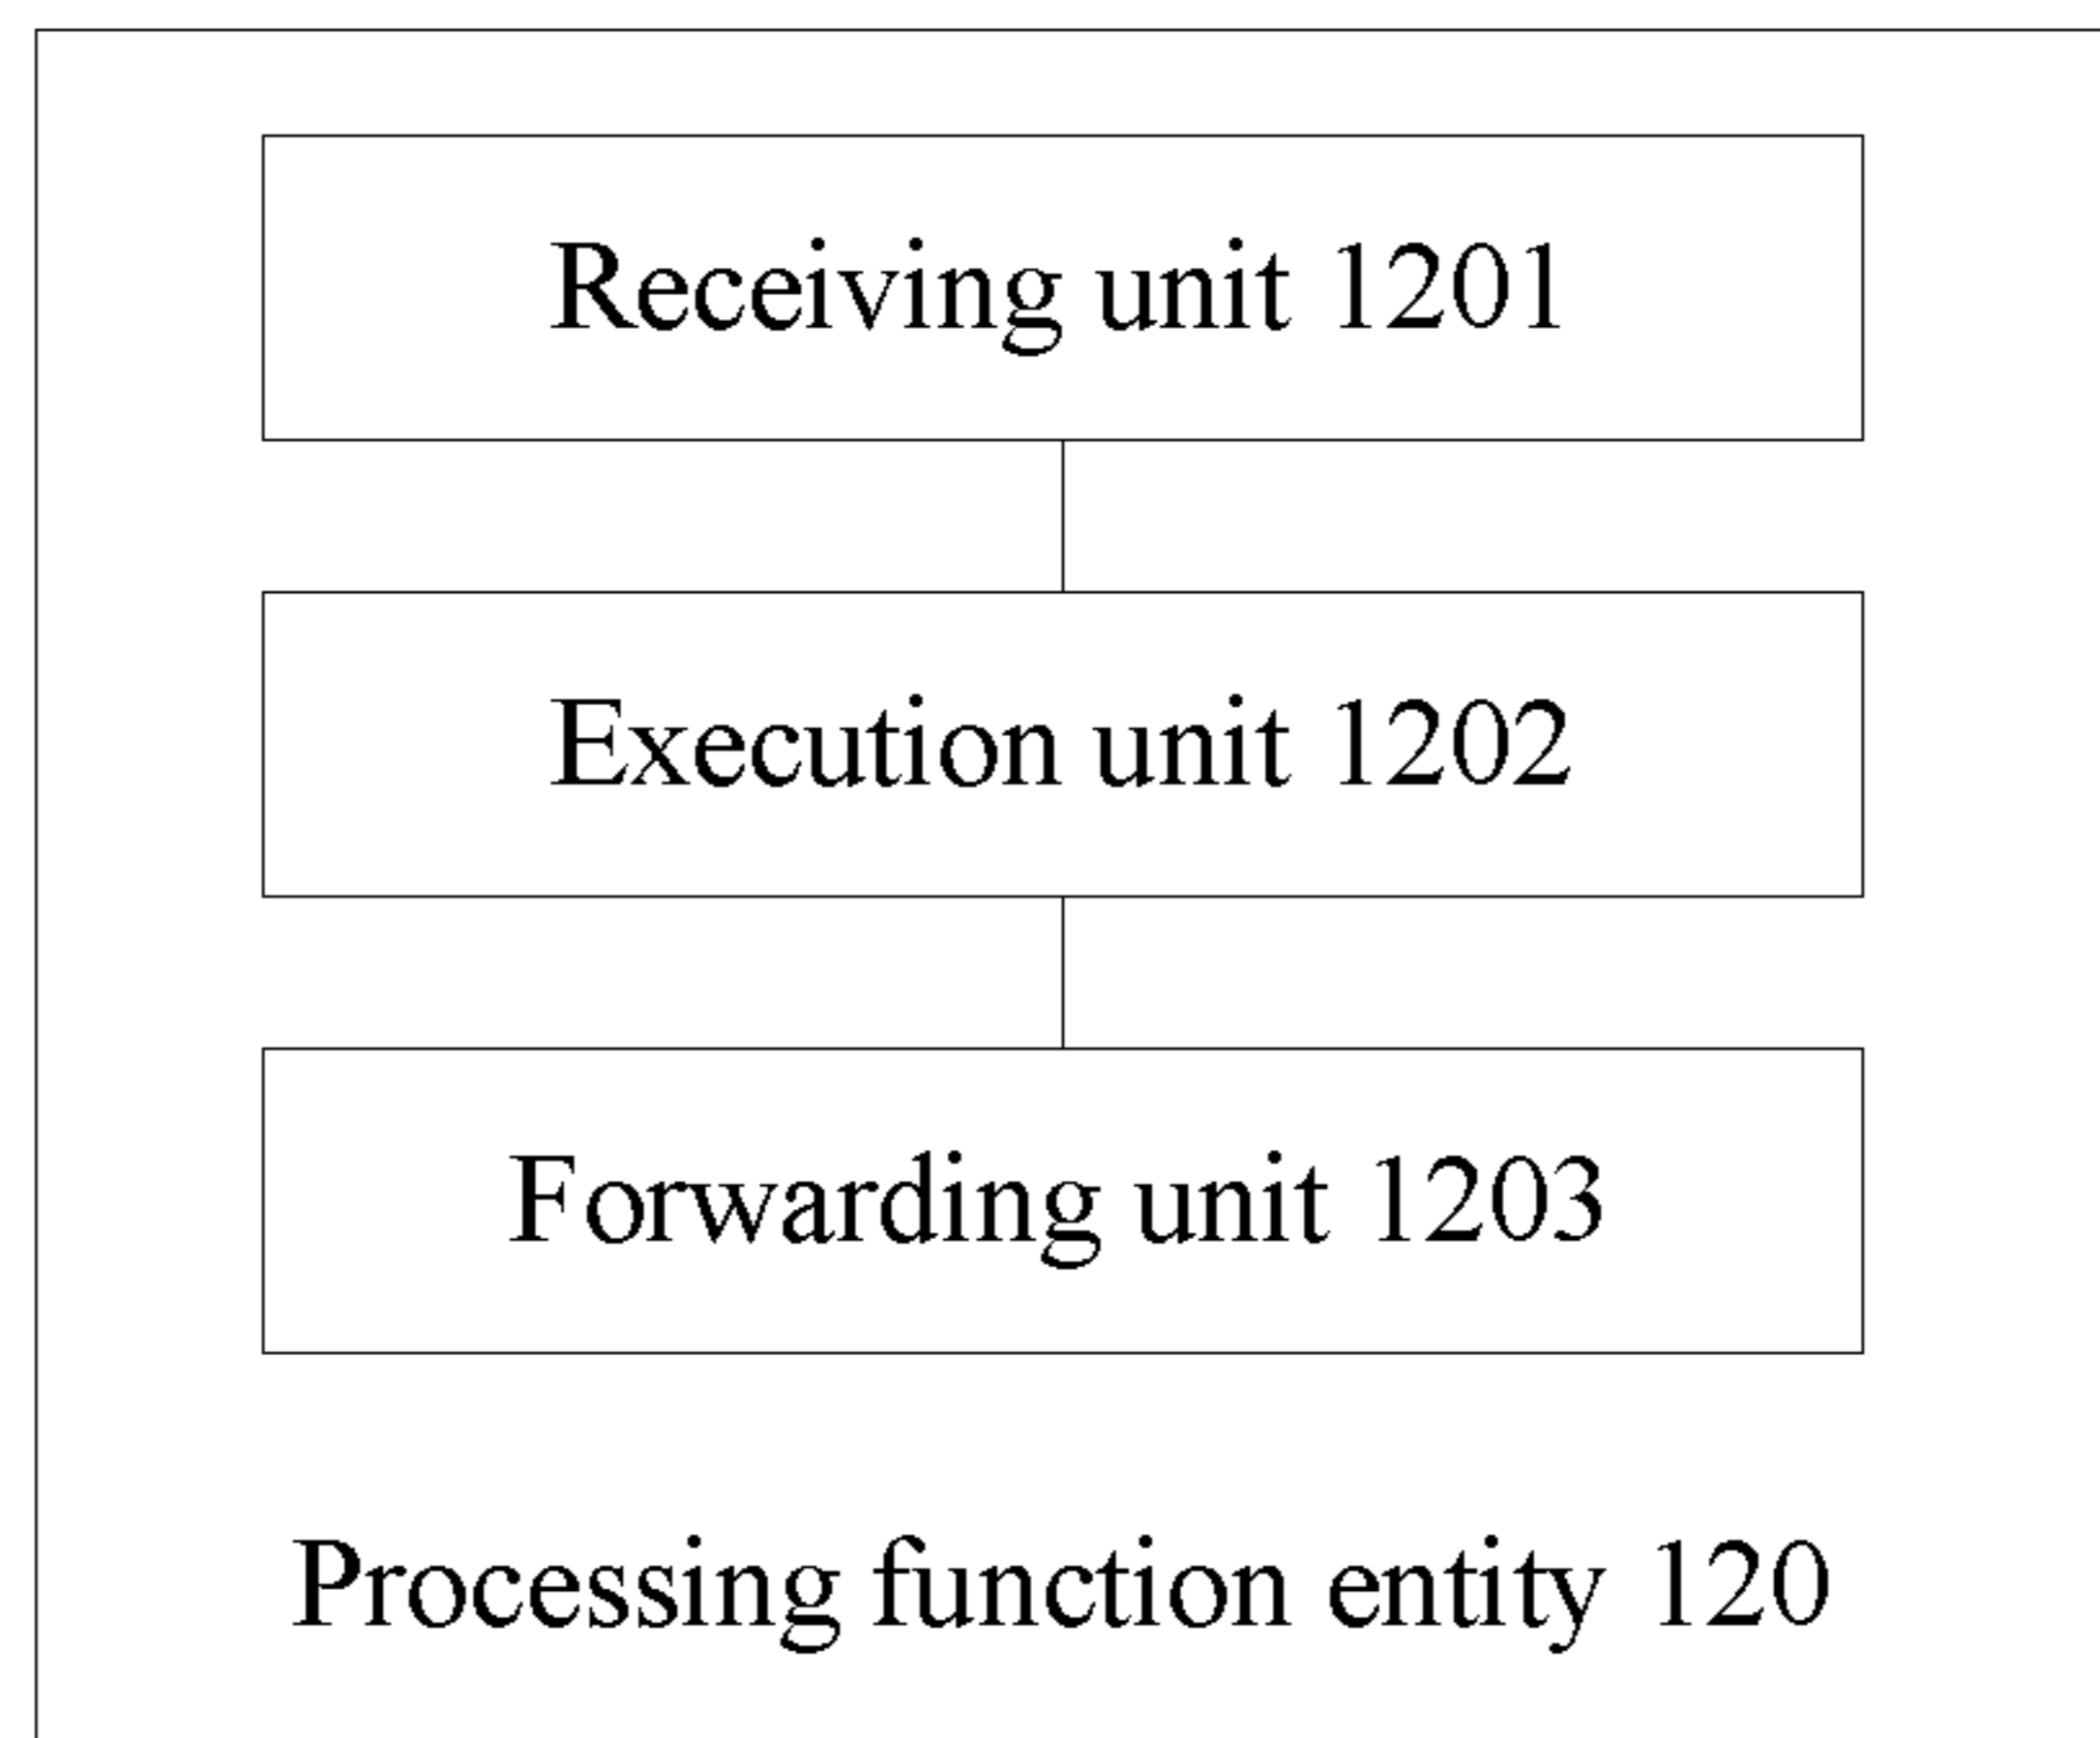 Receiving unit 1201
Execution unit 1202
Forwarding unit 1203
Processing function entity 120